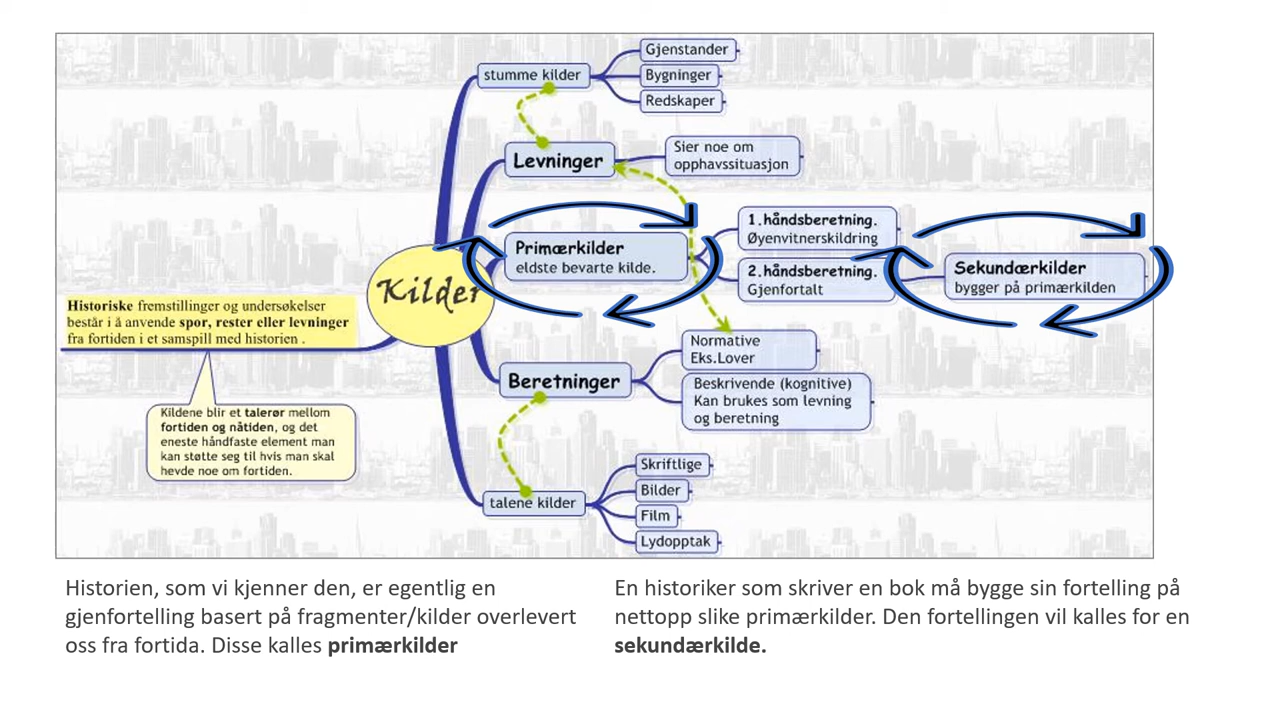 stumme kilder
Gjenstander
Bygninger
Redskaper
Levninger
Sier noe om
opphavssituasjon
Primærkilder
eldste bevarte kilde.
1.håndsberetning.
Øyenvitnerskildring
2.håndsberetning.
Gjenfortalt
Sekundærkilder
bygger på primærkilden
Kilder
Historiske fremstillinger og undersøkelser
består i å anvende spor, rester eller levninger
fra fortiden i et samspill med historien .
Kildene blir et talerør mellom
fortiden og nåtiden, og det
eneste håndfaste element man
kan støtte seg til hvis man skal
hevde noe om fortiden.
Beretninger
Normative
Eks.Lover
Beskrivende (kognitive)
Kan brukes som levning
og beretning
talene kilder
Skriftlige
Bilder
Film
Lydopptak
Historien, som vi kjenner den, er egentlig en
gjenfortelling basert på fragmenter/kilder overlevert
oss fra fortida. Disse kalles primærkilder
En historiker som skriver en bok må bygge sin fortelling på
nettopp slike primærkilder. Den fortellingen vil kalles for en
sekundærkilde.